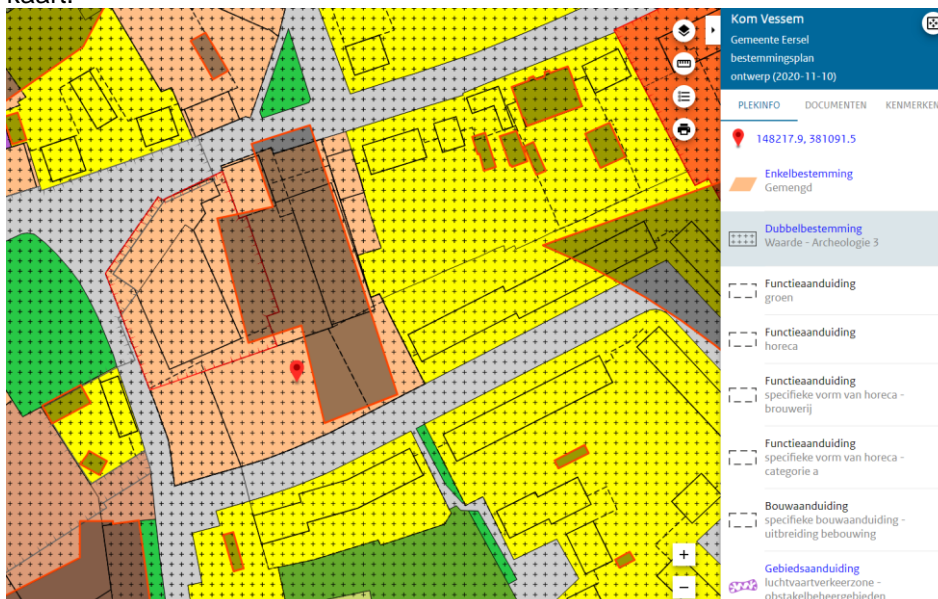 kaart.
Kom Vessem
Gemeente Eersel
bestemmingsplan
ontwerp (2020-11-10)
PLEKINFO DOCUMENTEN KENMERKEN
148217.9, 381091.5
Enkelbestemming
Gemengd
Dubbelbestemming
Waarde - Archeologie 3
Functieaanduiding
groen
Functieaanduiding
horeca
Functieaanduiding
specifieke vorm van horeca -
brouwerij
Functieaanduiding
specifieke vorm van horeca -
categorie a
Bouwaanduiding
specifieke bouwaanduiding -
uitbreiding bebouwing
Gebiedsaanduiding
luchtvaartverkeerzone -
obstakelbeheergebieden